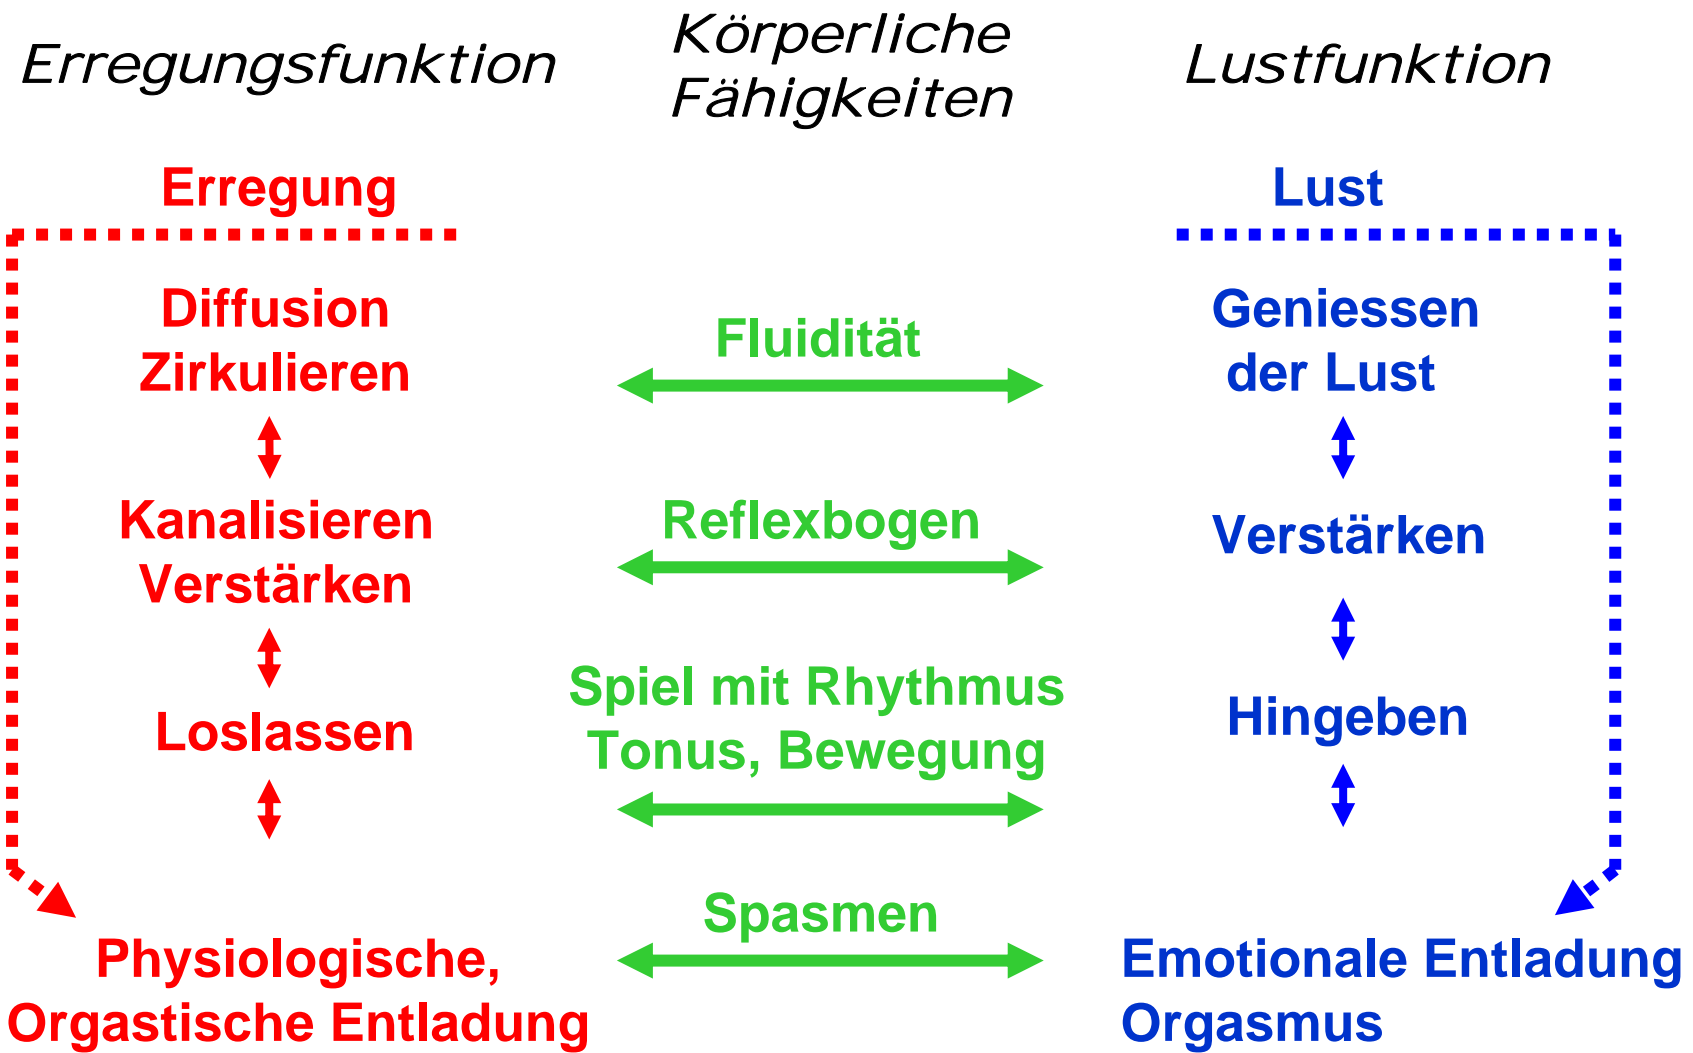 Erregungsfunktion
Körperliche
Fähigkeiten
Lustfunktion
Erregung
Lust
Diffusion
Zirkulieren
Fluidität
Geniessen
der Lust
Kanalisieren
Verstärken
Reflexbogen
Verstärken
Loslassen
Spiel mit Rhythmus
Tonus, Bewegung
Hingeben
Spasmen
Physiologische,
Orgastische Entladung
Emotionale Entladung
Orgasmus